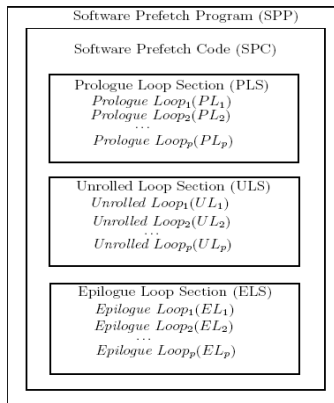 Software Prefetch Program (SPP)
Software Prefetch Code (SPC)
Prologue Loop Section (PLS)
Prologue Loop₁(PL₁)
Prologue Loop₂(PL₂)
...
Prologue Loopₚ(PLₚ)
Unrolled Loop Section (ULS)
Unrolled Loop₁(UL₁)
Unrolled Loop₂(UL₂)
...
Unrolled Loopₚ(ULₚ)
Epilogue Loop Section (ELS)
Epilogue Loop₁(EL₁)
Epilogue Loop₂(EL₂)
...
Epilogue Loopₚ(ELₚ)